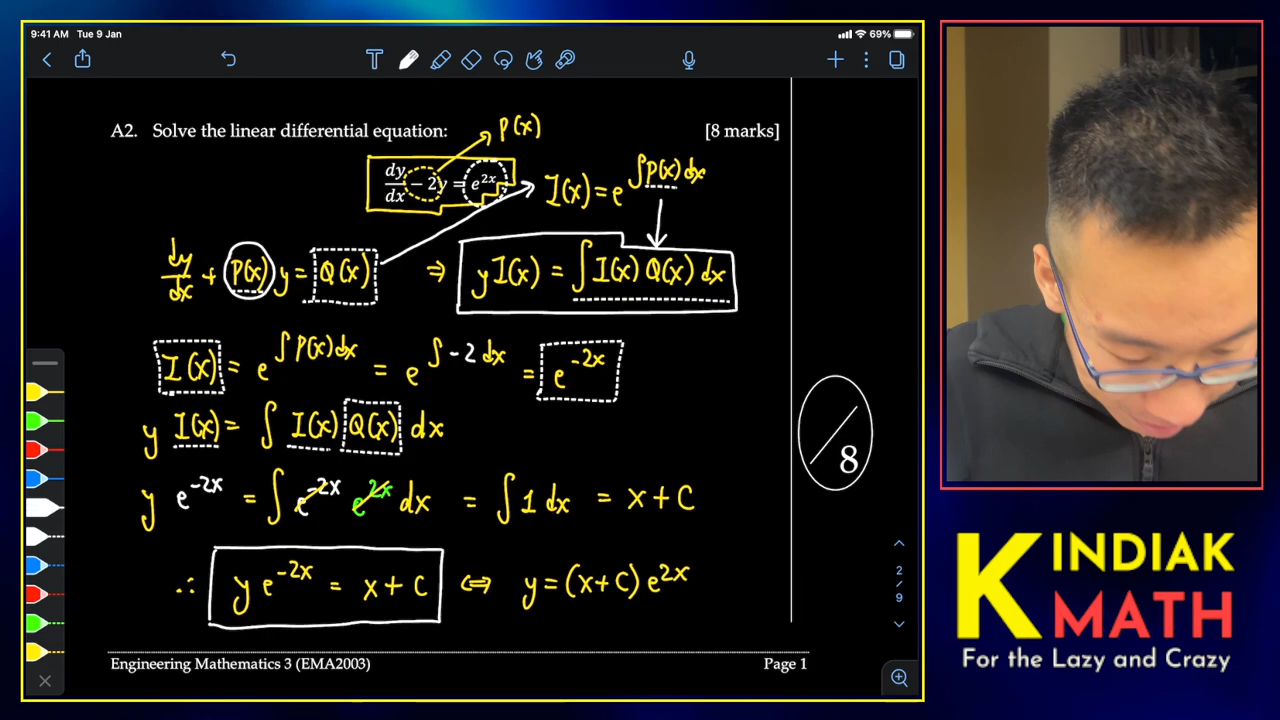 9:41 AM Tue 9 Jan 69%
A2. Solve the linear differential equation: [8 marks]
P(x)
dy/dx − 2y = e^{2x}
I(x) = e^{∫P(x)dx}
dy/dx + P(x) y = Q(x) ⇒ y I(x) = ∫ I(x) Q(x) dx
I(x) = e^{∫P(x)dx} = e^{∫-2 dx} = e^{-2x}
y I(x) = ∫ I(x) Q(x) dx
/8
y e^{-2x} = ∫ e^{-2x} e^{2x} dx = ∫ 1 dx = x + C
∴ y e^{-2x} = x + C ⇔ y = (x + C) e^{2x}
2/9
Engineering Mathematics 3 (EMA2003) Page 1
KINDIAK
MATH
For the Lazy and Crazy